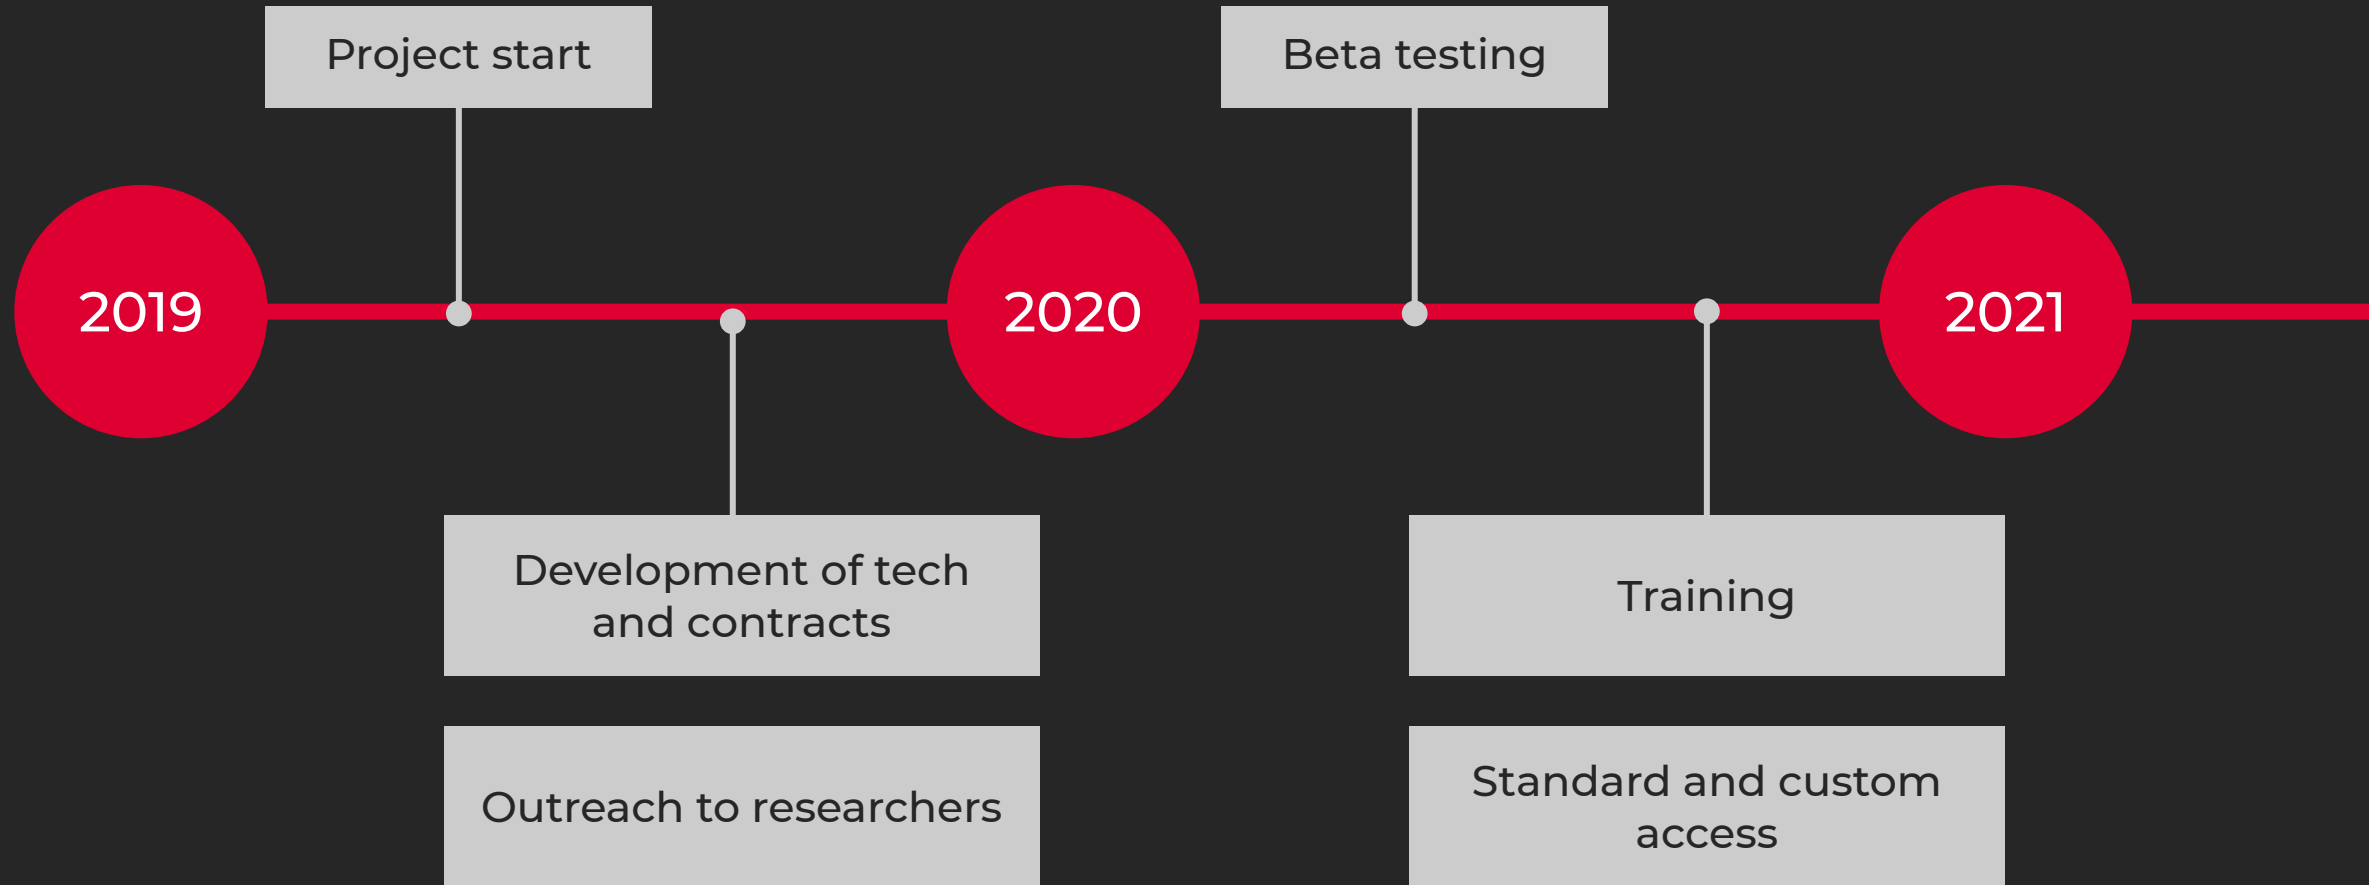 Project start
Beta testing
2019
2020
2021
Development of tech
and contracts
Training
Outreach to researchers
Standard and custom
access